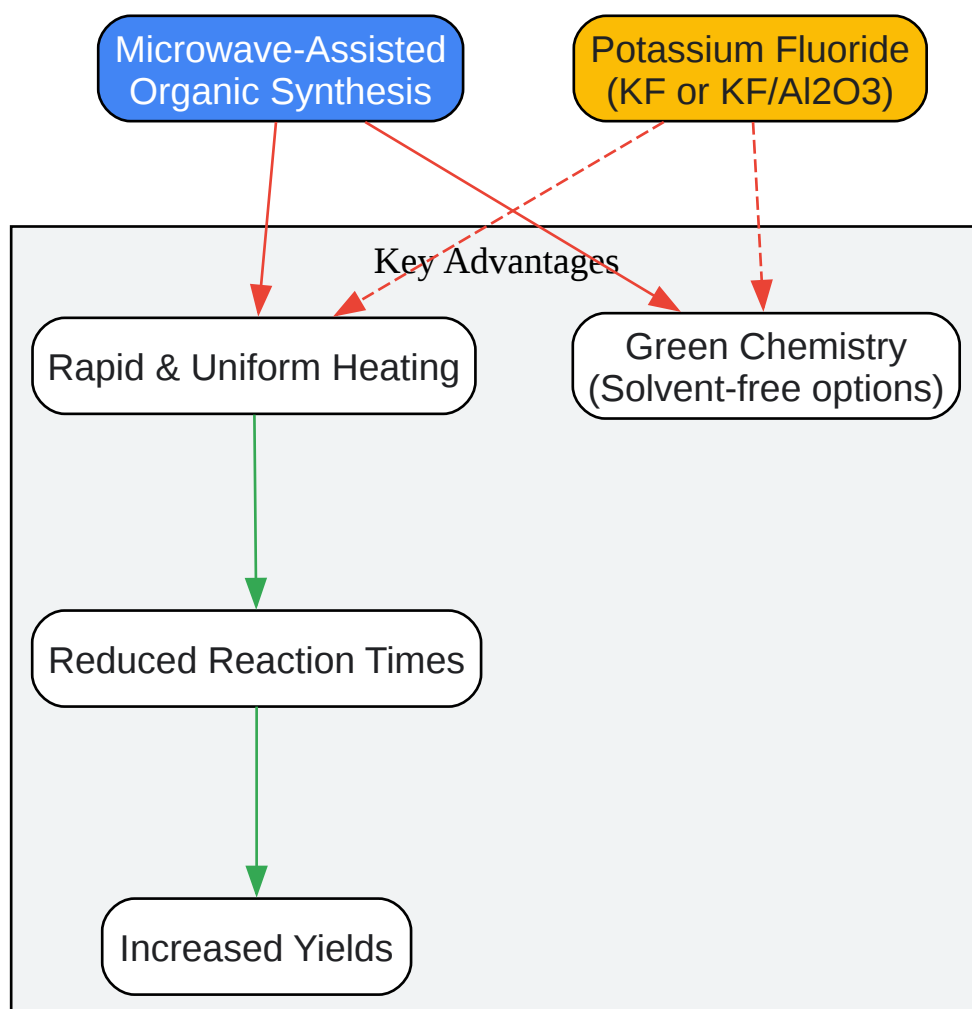 Microwave-Assisted
Organic Synthesis
Potassium Fluoride
(KF or KF/Al2O3)
Key Advantages
Rapid & Uniform Heating
Green Chemistry
(Solvent-free options)
Reduced Reaction Times
Increased Yields